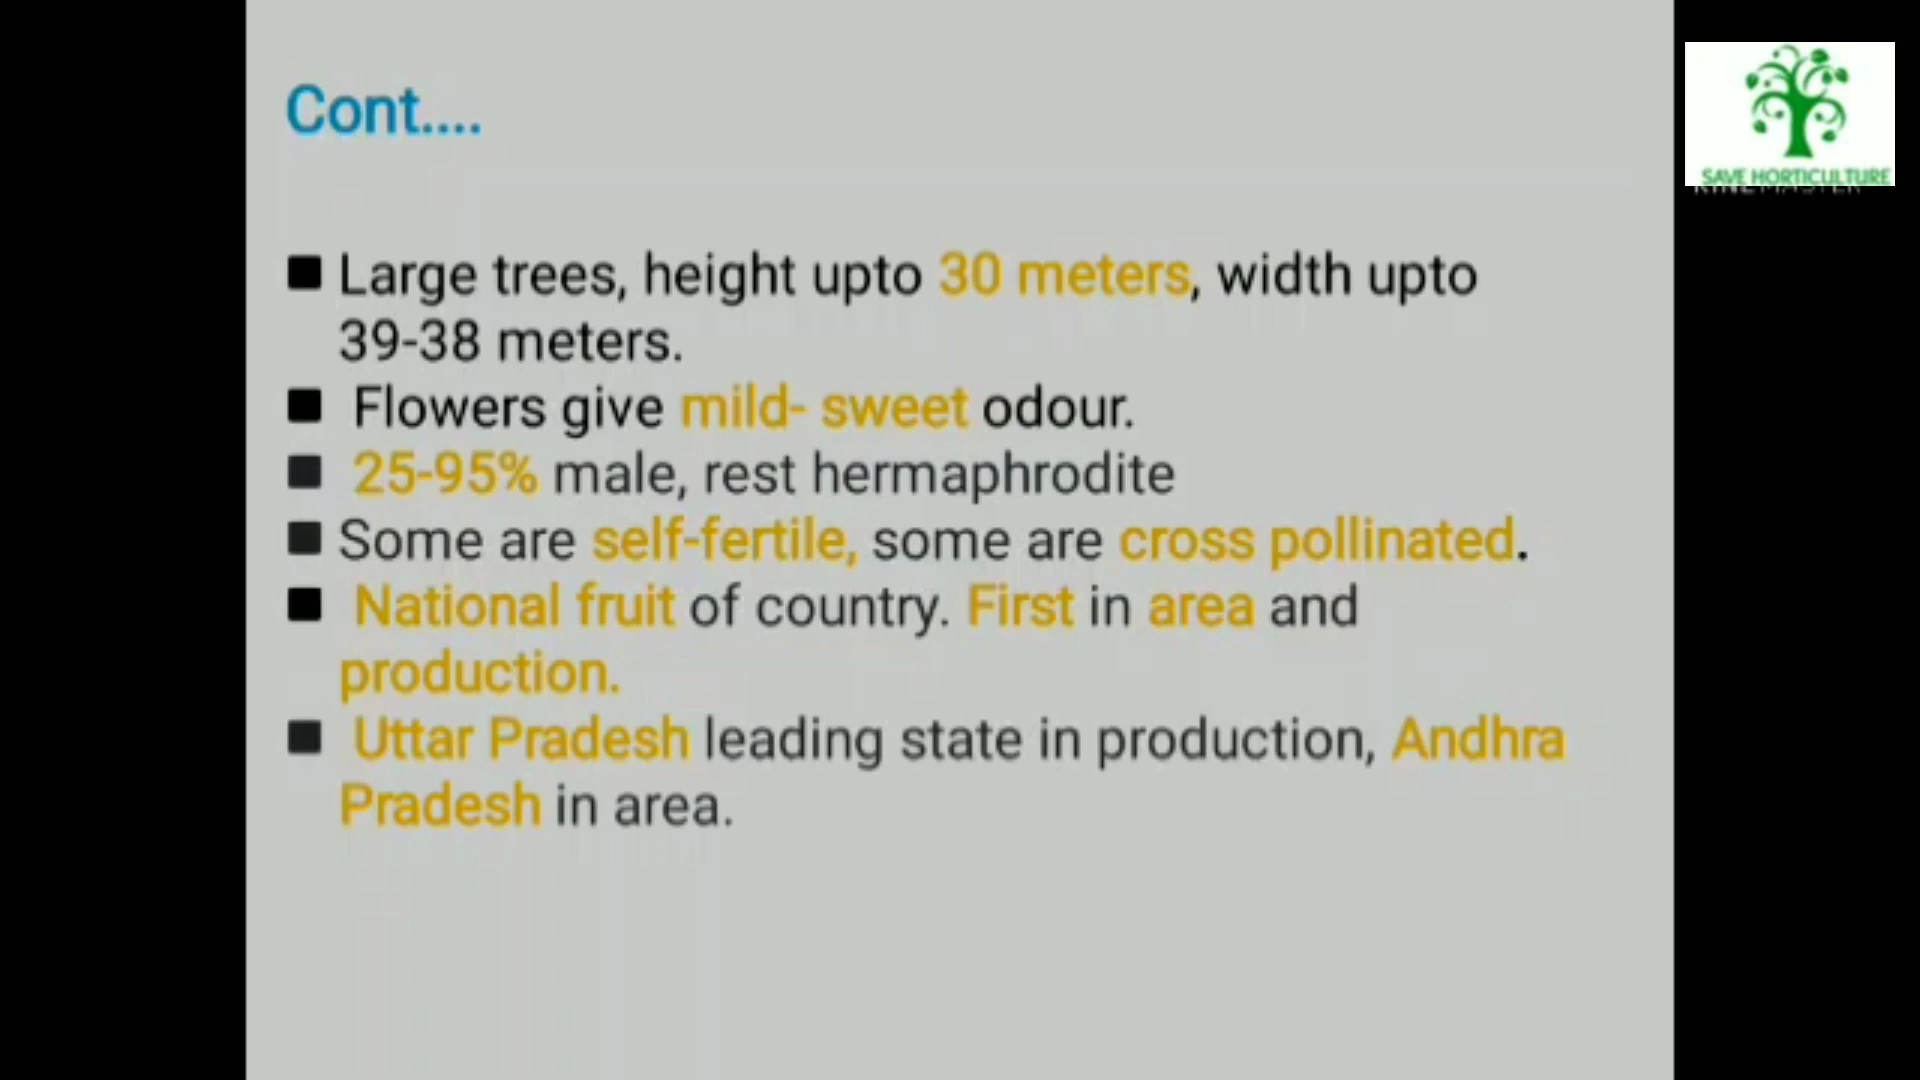 Cont....
SAVE HORTICULTURE
■ Large trees, height upto 30 meters, width upto
39-38 meters.
■ Flowers give mild- sweet odour.
■ 25-95% male, rest hermaphrodite
■ Some are self-fertile, some are cross pollinated.
■ National fruit of country. First in area and
production.
■ Uttar Pradesh leading state in production, Andhra
Pradesh in area.